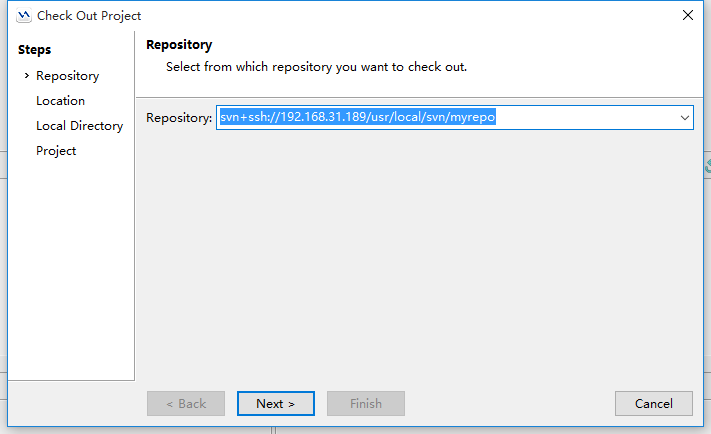 Check Out Project
Steps
Repository
Location
Local Directory
Project
Repository
Select from which repository you want to check out.
Repository: svn+ssh://192.168.31.189/usr/local/svn/myrepo
< Back
Next >
Finish
Cancel